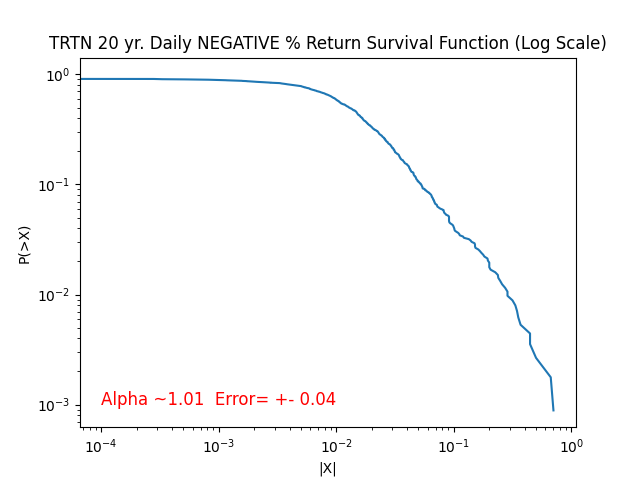 TRTN 20 yr. Daily NEGATIVE % Return Survival Function (Log Scale)
10⁰
10⁻¹
10⁻²
10⁻³
P(>X)
Alpha ~1.01  Error= +- 0.04
10⁻⁴ 10⁻³ 10⁻² 10⁻¹ 10⁰
|X|